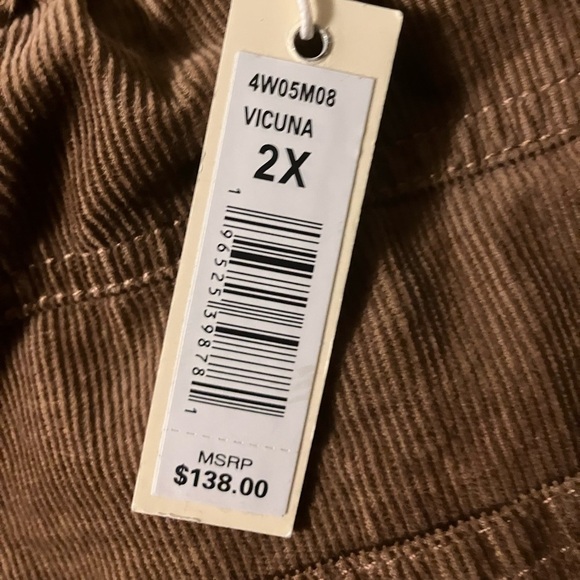 4W05M08
VICUNA
2X
1 96525 39878 1
MSRP
$138.00